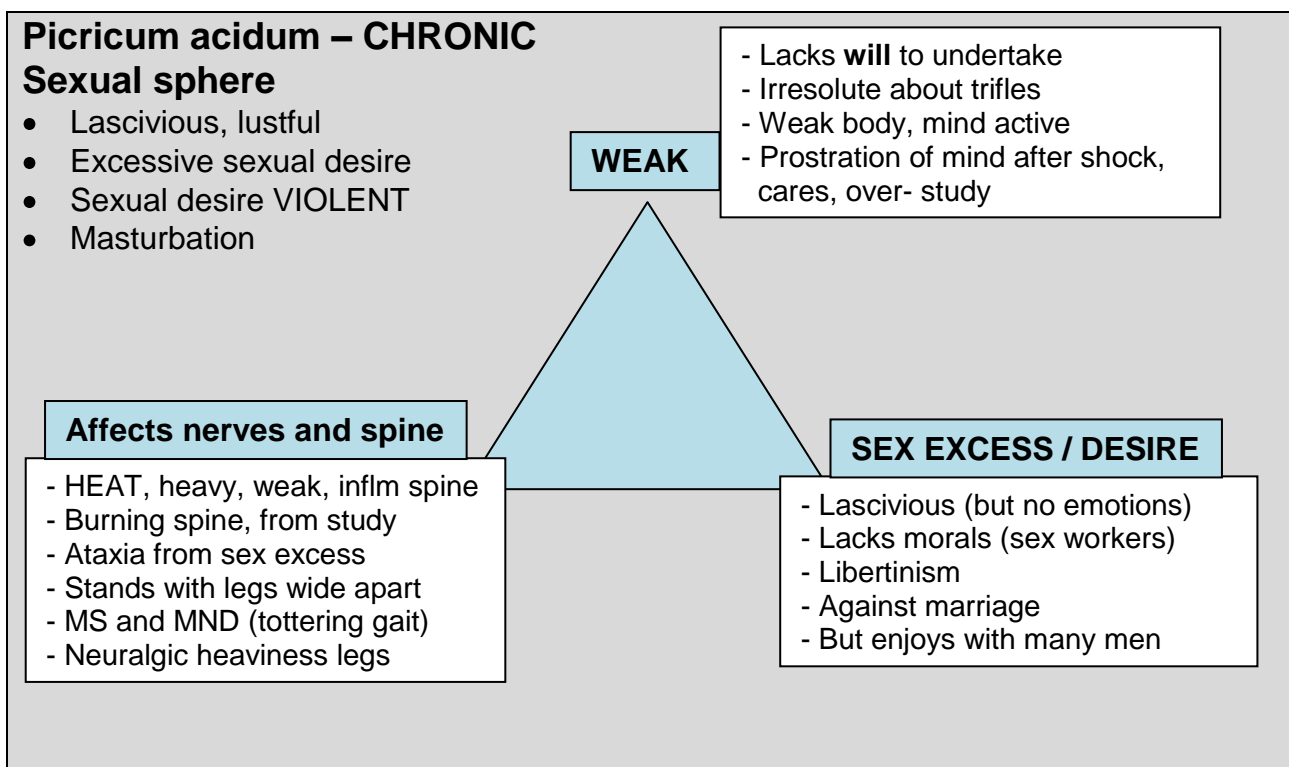 Picricum acidum – CHRONIC
Sexual sphere
• Lascivious, lustful
• Excessive sexual desire
• Sexual desire VIOLENT
• Masturbation
WEAK
- Lacks will to undertake
- Irresolute about trifles
- Weak body, mind active
- Prostration of mind after shock,
cares, over- study
Affects nerves and spine
- HEAT, heavy, weak, inflm spine
- Burning spine, from study
- Ataxia from sex excess
- Stands with legs wide apart
- MS and MND (tottering gait)
- Neuralgic heaviness legs
SEX EXCESS / DESIRE
- Lascivious (but no emotions)
- Lacks morals (sex workers)
- Libertinism
- Against marriage
- But enjoys with many men